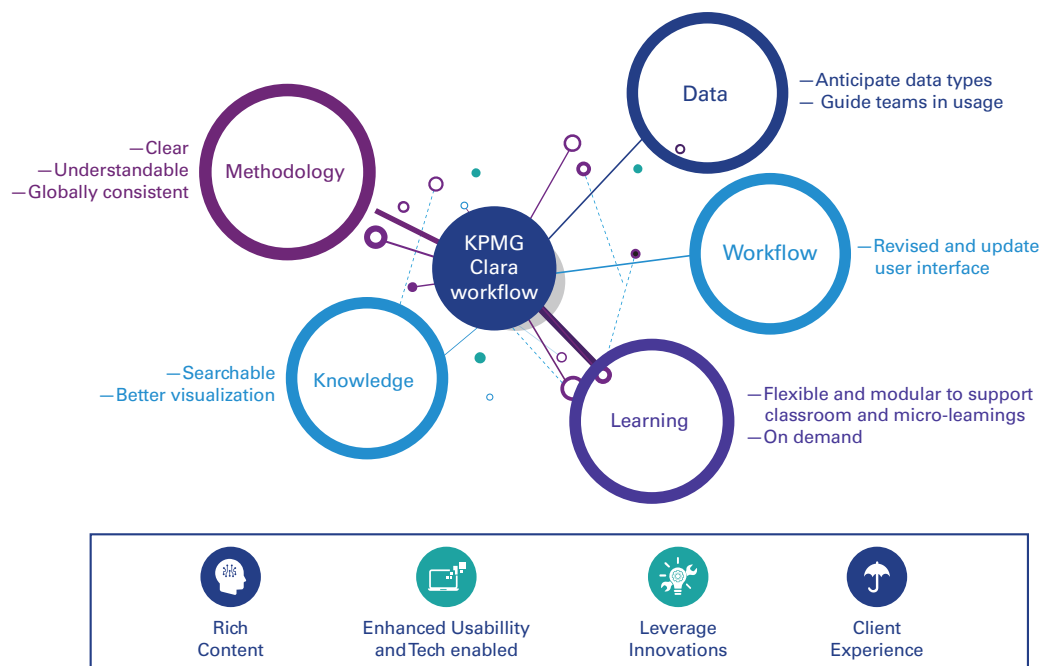 Data
—Anticipate data types
— Guide teams in usage
—Clear
—Understandable
—Globally consistent
Methodology
KPMG
Clara
workflow
Workflow
—Revised and update
user interface
Knowledge
—Searchable
—Better visualization
Learning
—Flexible and modular to support
classroom and micro-learnings
—On demand
Rich
Content
Enhanced Usabillity
and Tech enabled
Leverage
Innovations
Client
Experience